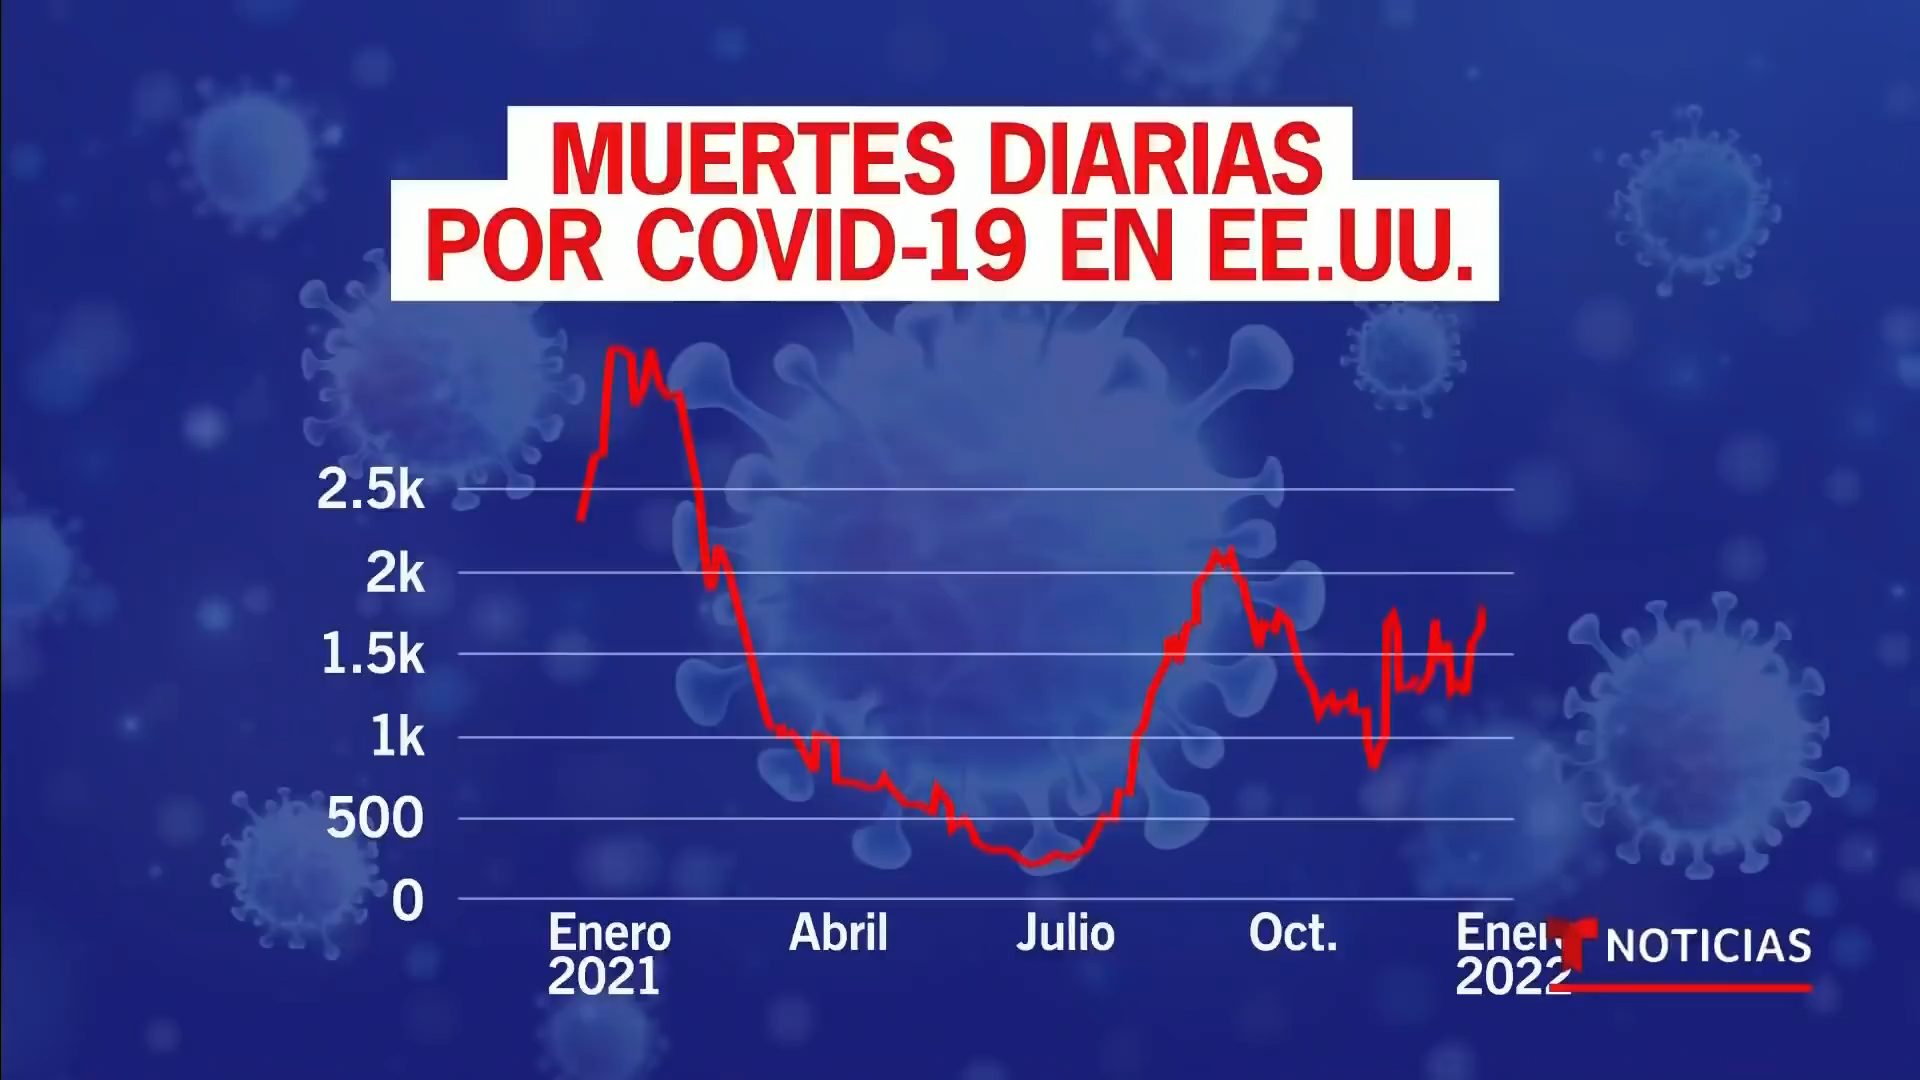 MUERTES DIARIAS
POR COVID-19 EN EE.UU.
2.5k
2k
1.5k
1k
500
0
Enero
2021
Abril
Julio
Oct.
2022
NOTICIAS